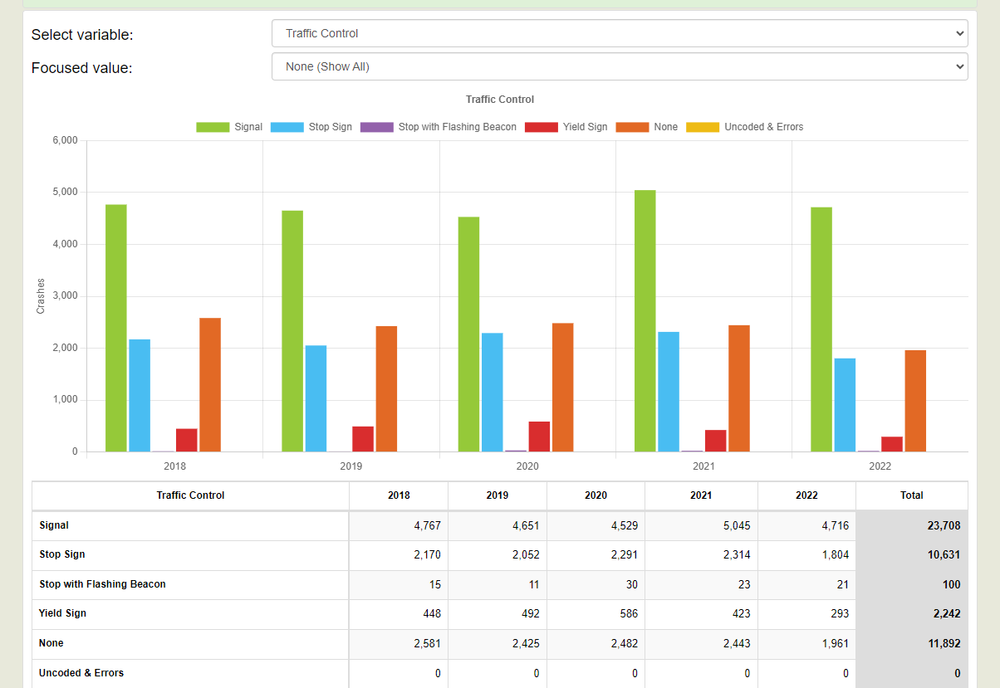 Select variable: Traffic Control
Focused value: None (Show All)
Traffic Control
Signal Stop Sign Stop with Flashing Beacon Yield Sign None Uncoded & Errors
6,000
5,000
4,000
3,000
2,000
1,000
0
Crashes
2018 2019 2020 2021 2022
Traffic Control 2018 2019 2020 2021 2022 Total
Signal 4,767 4,651 4,529 5,045 4,716 23,708
Stop Sign 2,170 2,052 2,291 2,314 1,804 10,631
Stop with Flashing Beacon 15 11 30 23 21 100
Yield Sign 448 492 586 423 293 2,242
None 2,581 2,425 2,482 2,443 1,961 11,892
Uncoded & Errors 0 0 0 0 0 0